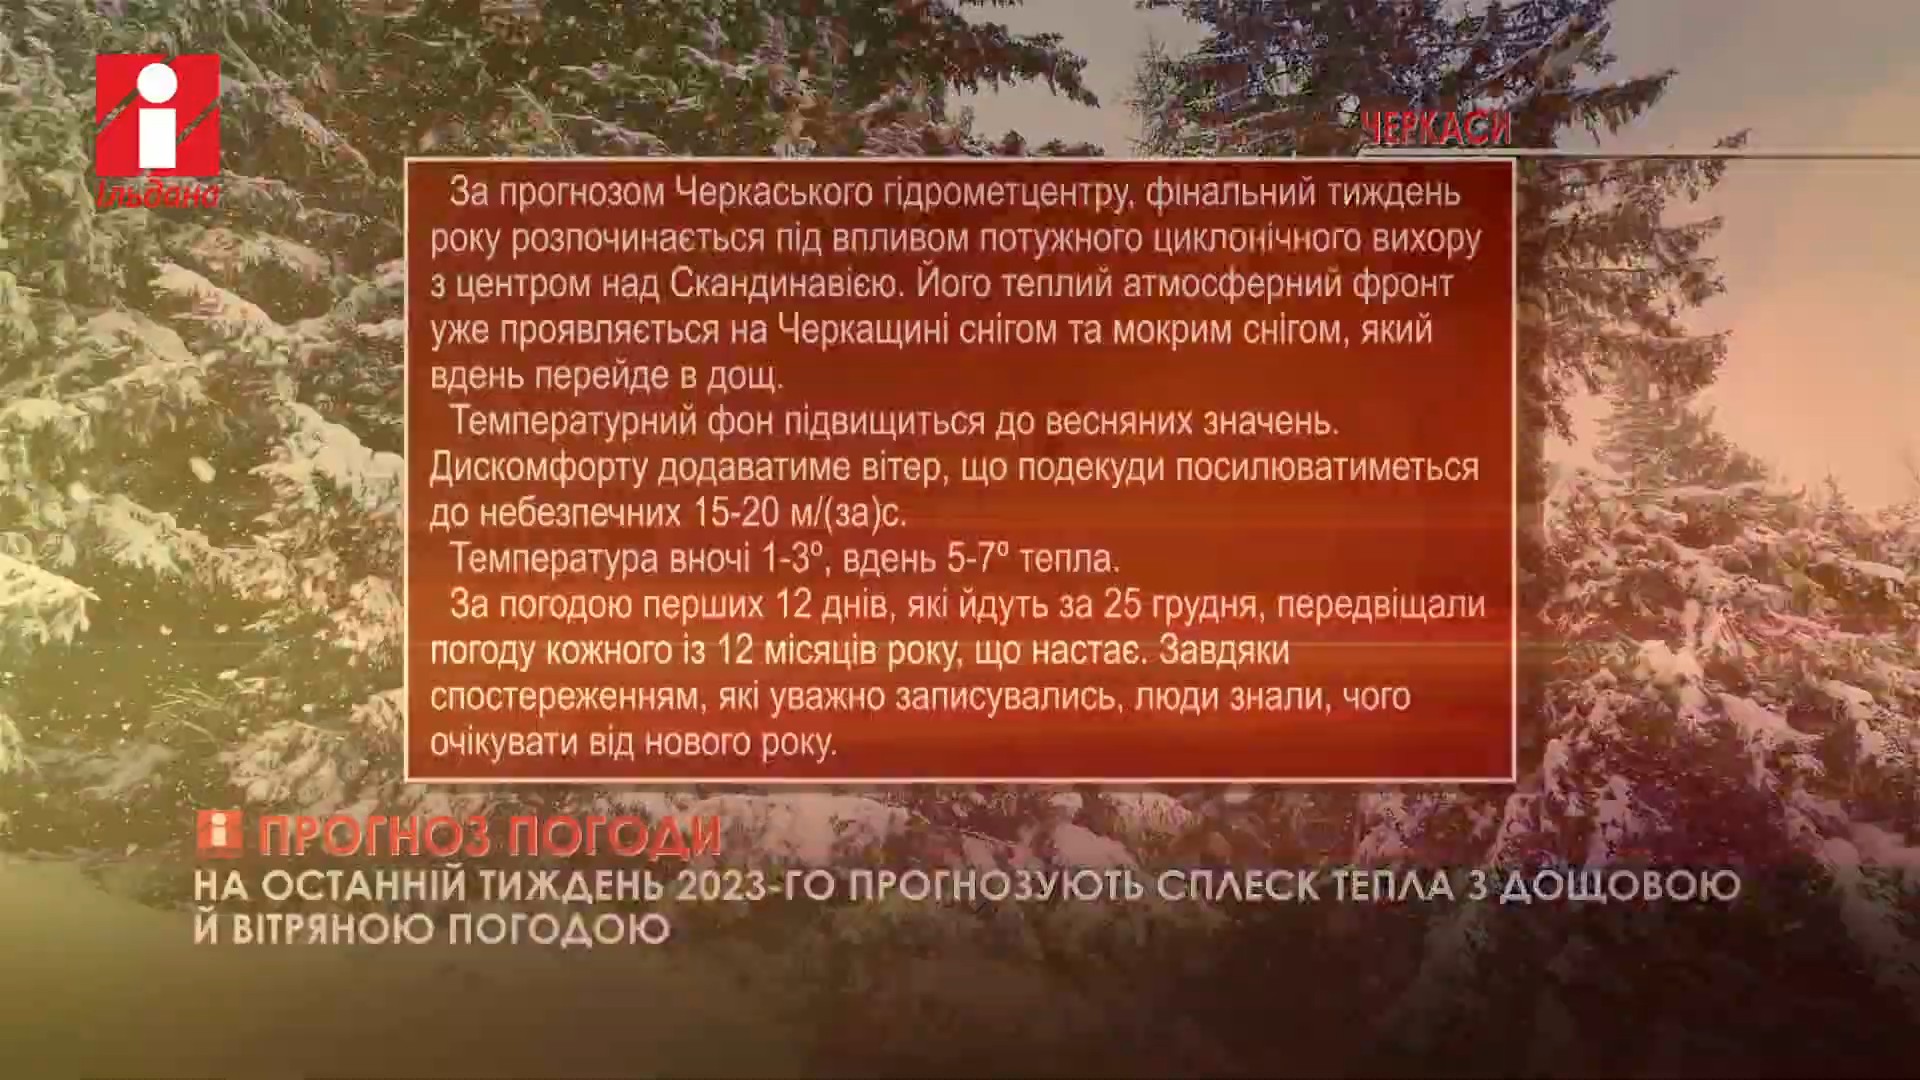 Ільдана
ЧЕРКАСИ
За прогнозом Черкаського гідрометцентру, фінальний тиждень
року розпочинається під впливом потужного циклонічного вихору
з центром над Скандинавією. Його теплий атмосферний фронт
уже проявляється на Черкащині снігом та мокрим снігом, який
вдень перейде в дощ.
Температурний фон підвищиться до весняних значень.
Дискомфорту додаватиме вітер, що подекуди посилюватиметься
до небезпечних 15-20 м/(за)с.
Температура вночі 1-3º, вдень 5-7º тепла.
За погодою перших 12 днів, які йдуть за 25 грудня, передвіщали
погоду кожного із 12 місяців року, що настає. Завдяки
спостереженням, які уважно записувались, люди знали, чого
очікувати від нового року.
ПРОГНОЗ ПОГОДИ
НА ОСТАННІЙ ТИЖДЕНЬ 2023-ГО ПРОГНОЗУЮТЬ СПЛЕСК ТЕПЛА З ДОЩОВОЮ
Й ВІТРЯНОЮ ПОГОДОЮ